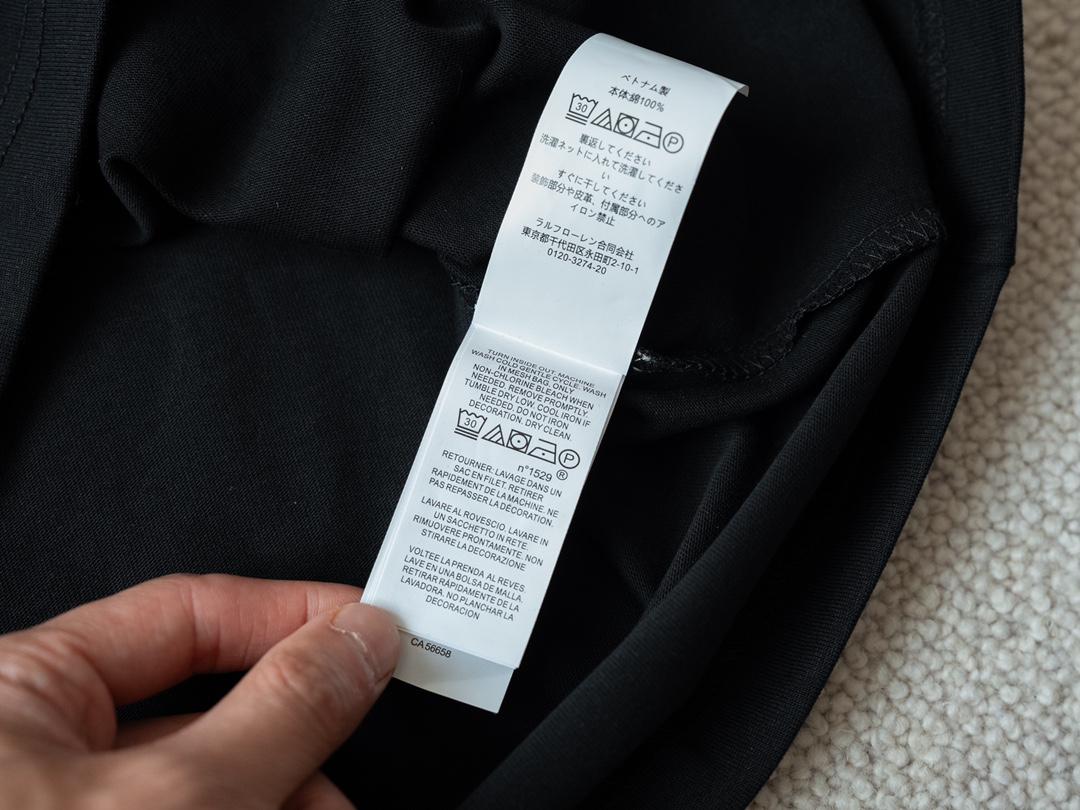 ベトナム製
本体:綿100%
30
P
裏返してください
洗濯ネットに入れて洗濯してくださ
い
すぐに干してください
装飾部分や皮革、付属部分へのア
イロン禁止
ラルフローレン合同会社
東京都千代田区永田町2-10-1
0120-3274-20
TURN INSIDE OUT. MACHINE
WASH COLD GENTLE CYCLE. WASH
IN MESH BAG. ONLY
NON-CHLORINE BLEACH WHEN
NEEDED. REMOVE PROMPTLY.
TUMBLE DRY LOW. COOL IRON IF
NEEDED. DO NOT IRON
DECORATION. DRY CLEAN.
30
P
n°1529 ®
RETOURNER: LAVAGE DANS UN
SAC EN FILET. RETIRER
RAPIDEMENT DE LA MACHINE. NE
PAS REPASSER LA DÉCORATION.
LAVARE AL ROVESCIO. LAVARE IN
UN SACCHETTO IN RETE.
RIMUOVERE PRONTAMENTE. NON
STIRARE LA DECORAZIONE
VOLTEE LA PRENDA AL REVES.
LAVE EN UNA BOLSA DE MALLA.
RETIRAR RÁPIDAMENTE DE LA
LAVADORA. NO PLANCHAR LA
DECORACION
CA 56658